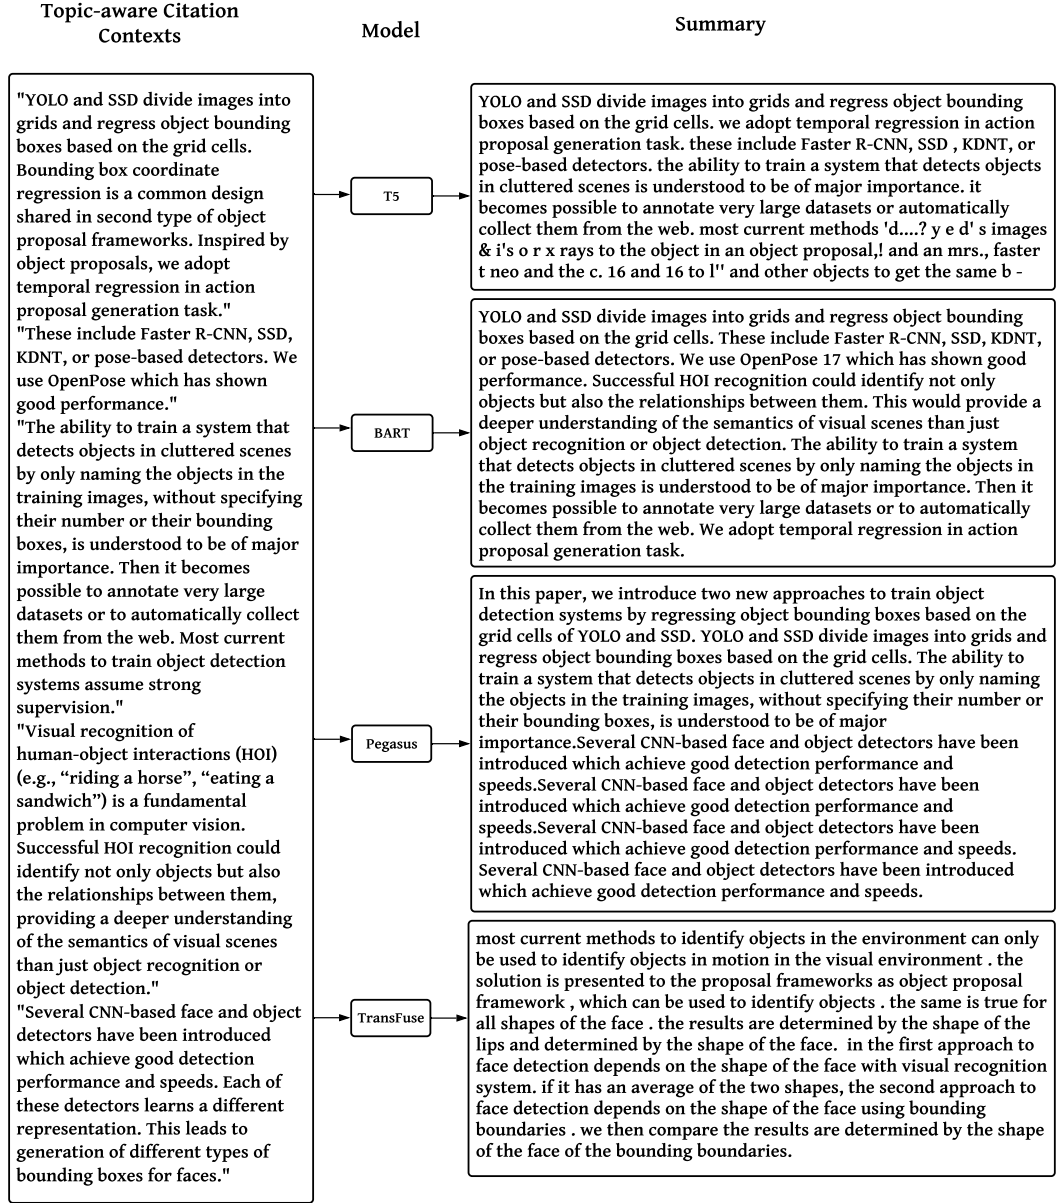 Topic-aware Citation
Contexts
Model
Summary
"YOLO and SSD divide images into
grids and regress object bounding
boxes based on the grid cells.
Bounding box coordinate
regression is a common design
shared in second type of object
proposal frameworks. Inspired by
object proposals, we adopt
temporal regression in action
proposal generation task."
"These include Faster R-CNN, SSD,
KDNT, or pose-based detectors. We
use OpenPose which has shown
good performance."
"The ability to train a system that
detects objects in cluttered scenes
by only naming the objects in the
training images, without specifying
their number or their bounding
boxes, is understood to be of major
importance. Then it becomes
possible to annotate very large
datasets or to automatically collect
them from the web. Most current
methods to train object detection
systems assume strong
supervision."
"Visual recognition of
human-object interactions (HOI)
(e.g., “riding a horse”, “eating a
sandwich”) is a fundamental
problem in computer vision.
Successful HOI recognition could
identify not only objects but also
the relationships between them,
providing a deeper understanding
of the semantics of visual scenes
than just object recognition or
object detection."
"Several CNN-based face and object
detectors have been introduced
which achieve good detection
performance and speeds. Each of
these detectors learns a different
representation. This leads to
generation of different types of
bounding boxes for faces."
T5
YOLO and SSD divide images into grids and regress object bounding
boxes based on the grid cells. we adopt temporal regression in action
proposal generation task. these include Faster R-CNN, SSD , KDNT, or
pose-based detectors. the ability to train a system that detects objects
in cluttered scenes is understood to be of major importance. it
becomes possible to annotate very large datasets or automatically
collect them from the web. most current methods 'd....? y e d' s images
& i's o r x rays to the object in an object proposal,! and an mrs., faster
t neo and the c. 16 and 16 to l" and other objects to get the same b -
BART
YOLO and SSD divide images into grids and regress object bounding
boxes based on the grid cells. These include Faster R-CNN, SSD, KDNT,
or pose-based detectors. We use OpenPose 17 which has shown good
performance. Successful HOI recognition could identify not only
objects but also the relationships between them. This would provide a
deeper understanding of the semantics of visual scenes than just
object recognition or object detection. The ability to train a system
that detects objects in cluttered scenes by only naming the objects in
the training images is understood to be of major importance. Then it
becomes possible to annotate very large datasets or to automatically
collect them from the web. We adopt temporal regression in action
proposal generation task.
Pegasus
In this paper, we introduce two new approaches to train object
detection systems by regressing object bounding boxes based on the
grid cells of YOLO and SSD. YOLO and SSD divide images into grids and
regress object bounding boxes based on the grid cells. The ability to
train a system that detects objects in cluttered scenes by only naming
the objects in the training images, without specifying their number or
their bounding boxes, is understood to be of major
importance.Several CNN-based face and object detectors have been
introduced which achieve good detection performance and
speeds.Several CNN-based face and object detectors have been
introduced which achieve good detection performance and
speeds.Several CNN-based face and object detectors have been
introduced which achieve good detection performance and speeds.
Several CNN-based face and object detectors have been introduced
which achieve good detection performance and speeds.
TransFuse
most current methods to identify objects in the environment can only
be used to identify objects in motion in the visual environment . the
solution is presented to the proposal frameworks as object proposal
framework , which can be used to identify objects . the same is true for
all shapes of the face . the results are determined by the shape of the
lips and determined by the shape of the face.  in the first approach to
face detection depends on the shape of the face with visual recognition
system. if it has an average of the two shapes, the second approach to
face detection depends on the shape of the face using bounding
boundaries . we then compare the results are determined by the shape
of the face of the bounding boundaries.